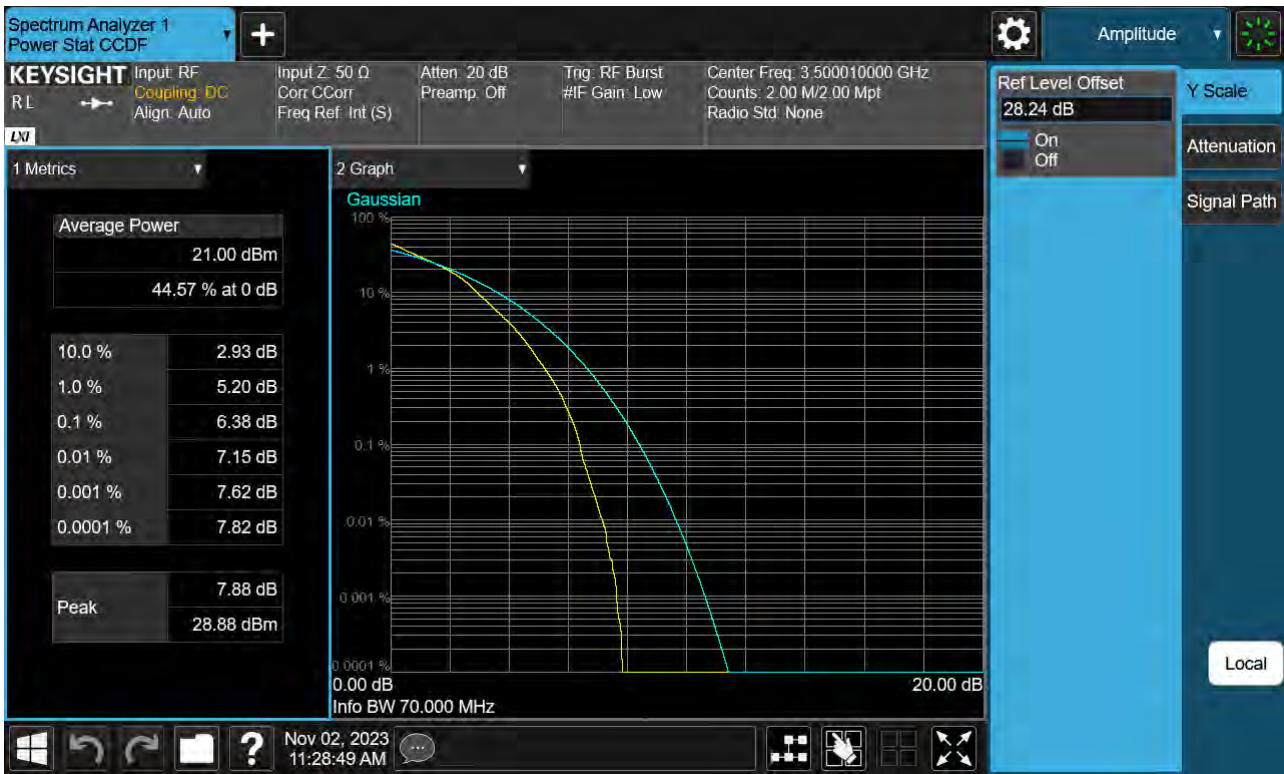 Spectrum Analyzer 1
Power Stat CCDF
+
Amplitude
KEYSIGHT
R L
LXI
Input: RF
Coupling: DC
Align: Auto
Input Z: 50 Ω
Corr CCorr
Freq Ref: Int (S)
Atten: 20 dB
Preamp: Off
Trig: RF Burst
#IF Gain: Low
Center Freq: 3.500010000 GHz
Counts: 2.00 M/2.00 Mpt
Radio Std: None
Ref Level Offset
28.24 dB
On
Off
Y Scale
Attenuation
Signal Path
Local
1 Metrics
Average Power
21.00 dBm
44.57 % at 0 dB
10.0 % 2.93 dB
1.0 % 5.20 dB
0.1 % 6.38 dB
0.01 % 7.15 dB
0.001 % 7.62 dB
0.0001 % 7.82 dB
Peak
7.88 dB
28.88 dBm
2 Graph
Gaussian
100 %
10 %
1 %
0.1 %
0.01 %
0.001 %
0.0001 %
0.00 dB 20.00 dB
Info BW 70.000 MHz
?
Nov 02, 2023
11:28:49 AM